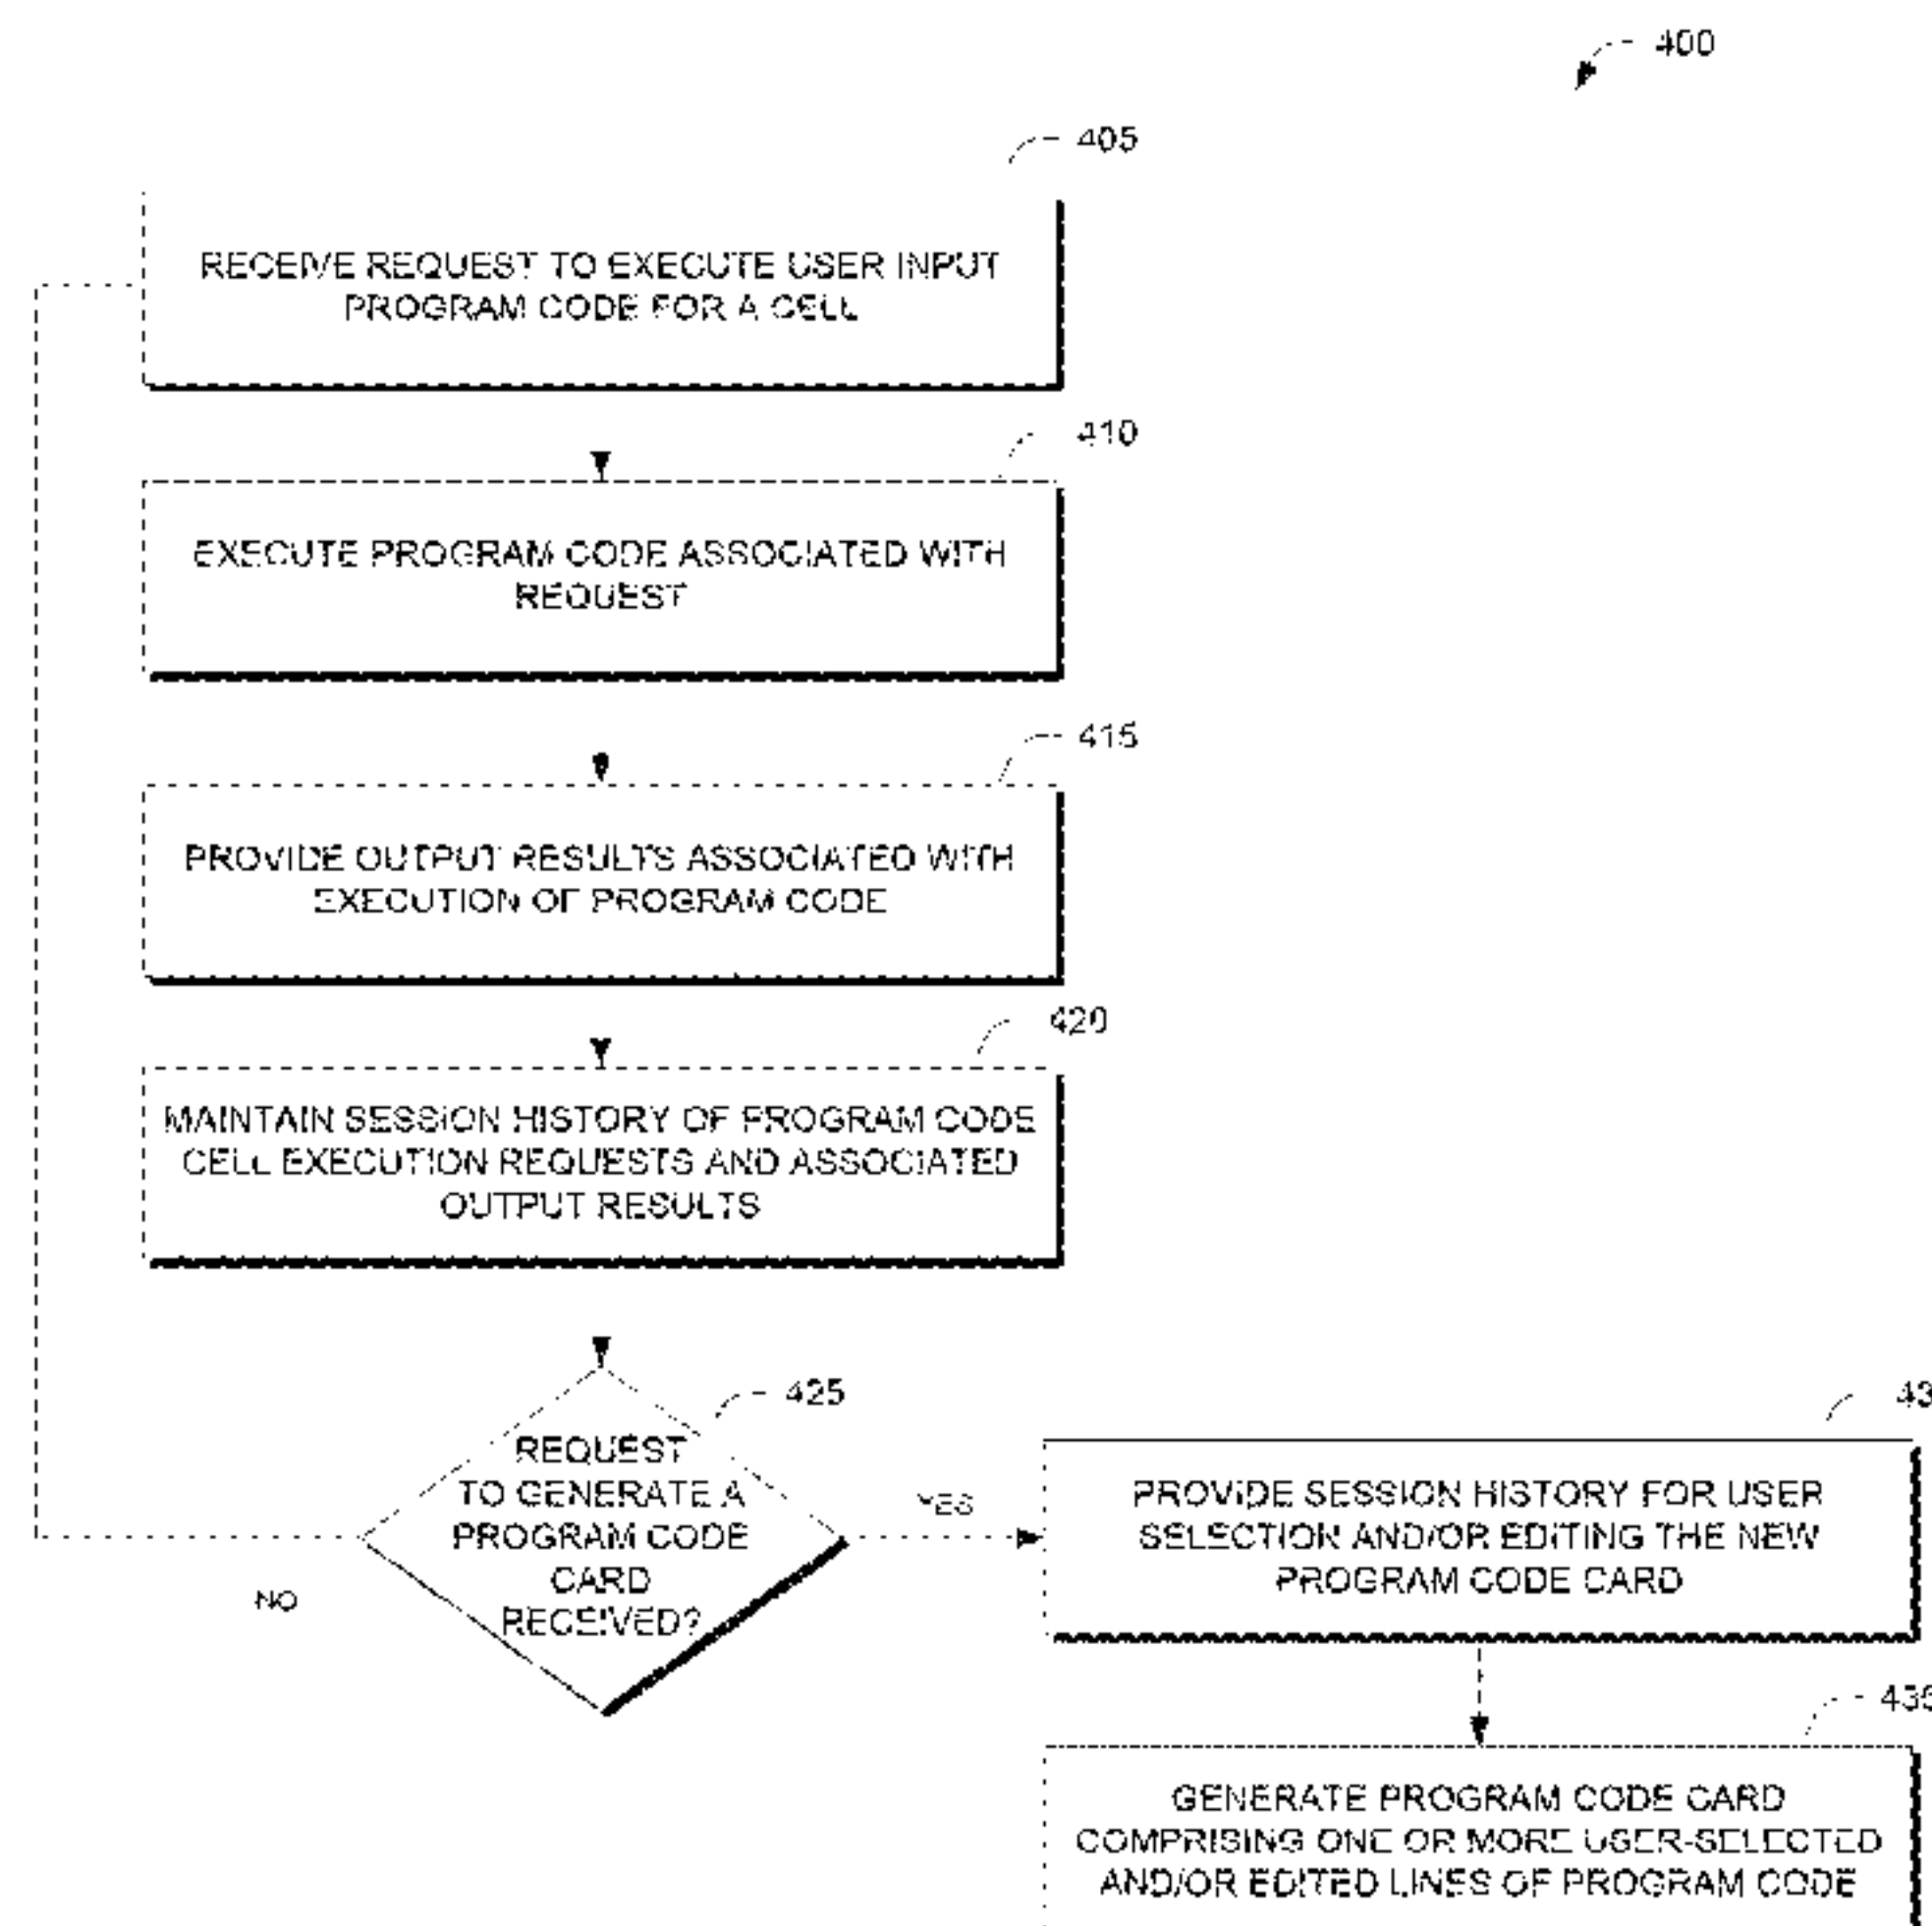 400
405
RECEIVE REQUEST TO EXECUTE USER INPUT
PROGRAM CODE FOR A CELL
410
EXECUTE PROGRAM CODE ASSOCIATED WITH
REQUEST
415
PROVIDE OUTPUT RESULTS ASSOCIATED WITH
EXECUTION OF PROGRAM CODE
420
MAINTAIN SESSION HISTORY OF PROGRAM CODE
CELL EXECUTION REQUESTS AND ASSOCIATED
OUTPUT RESULTS
425
REQUEST
TO GENERATE A
PROGRAM CODE
CARD
RECEIVED?
NO
YES
43
PROVIDE SESSION HISTORY FOR USER
SELECTION AND/OR EDITING THE NEW
PROGRAM CODE CARD
435
GENERATE PROGRAM CODE CARD
COMPRISING ONE OR MORE USER-SELECTED
AND/OR EDITED LINES OF PROGRAM CODE